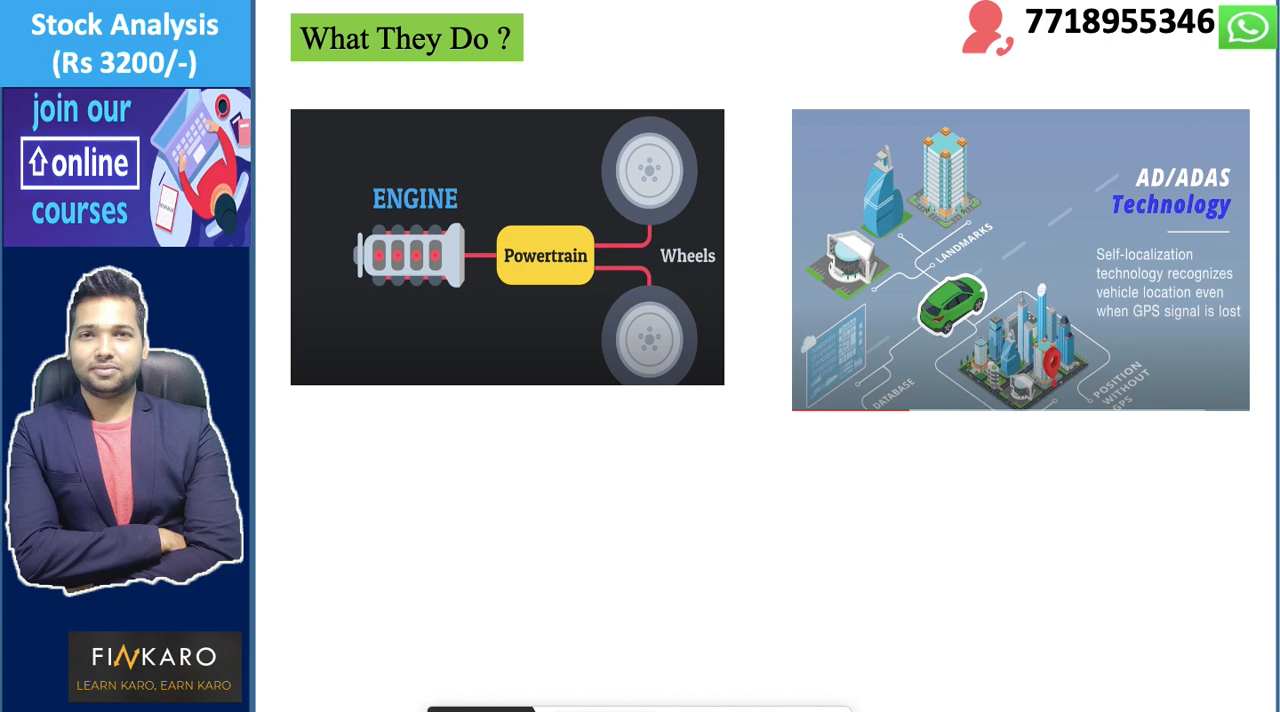 Stock Analysis
(Rs 3200/-)
join our
online
courses
FINKARO
LEARN KARO, EARN KARO
What They Do ?
7718955346
ENGINE
Powertrain
Wheels
AD/ADAS
Technology
Self-localization
technology recognizes
vehicle location even
when GPS signal is lost
LANDMARKS
DATABASE
POSITION
WITHOUT
GPS